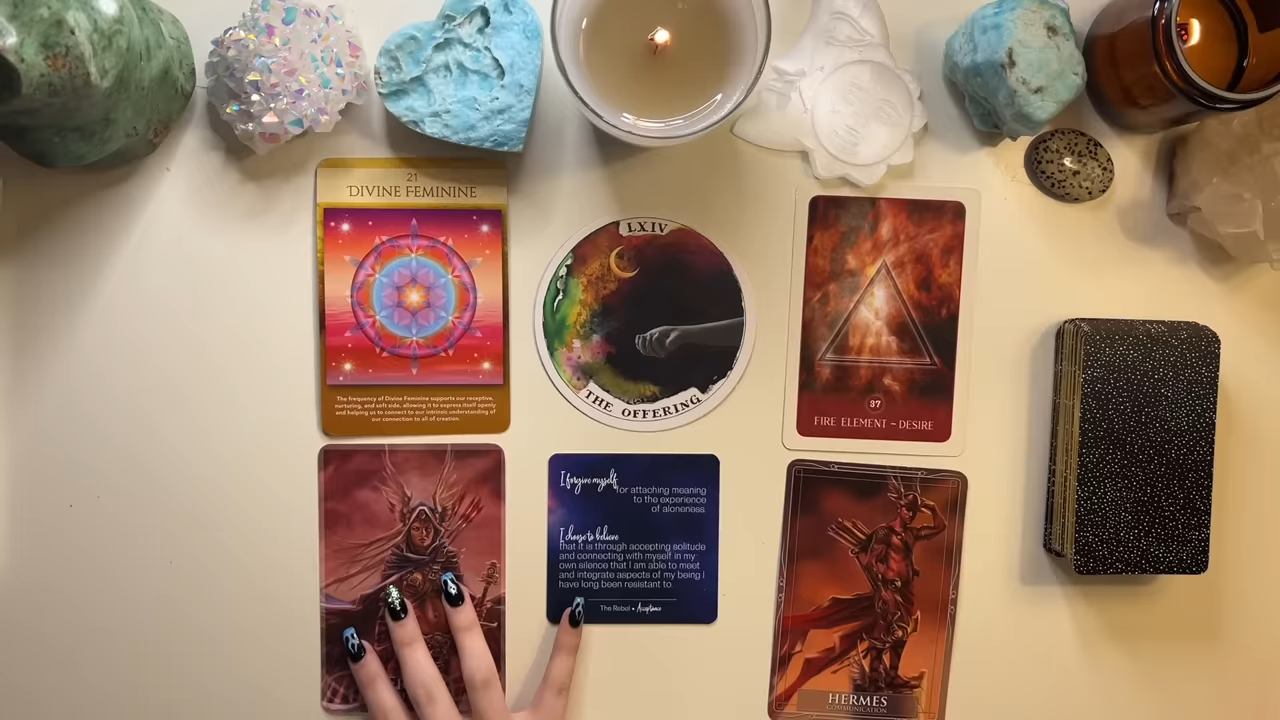 21
DIVINE FEMININE
The frequency of Divine Feminine supports our receptive,
nurturing, and soft side, allowing it to express itself openly
and helping us to connect to our intrinsic understanding of
our connection to all of creation.
LXIV
THE OFFERING
37
FIRE ELEMENT ~ DESIRE
I forgive myself
for attaching meaning
to the experience
of aloneness.
I choose to believe
that it is through accepting solitude
and connecting with myself in my
own silence that I am able to meet
and integrate aspects of my being I
have long been resistant to.
The Rebel • Acceptance
HERMES
COMMUNICATION